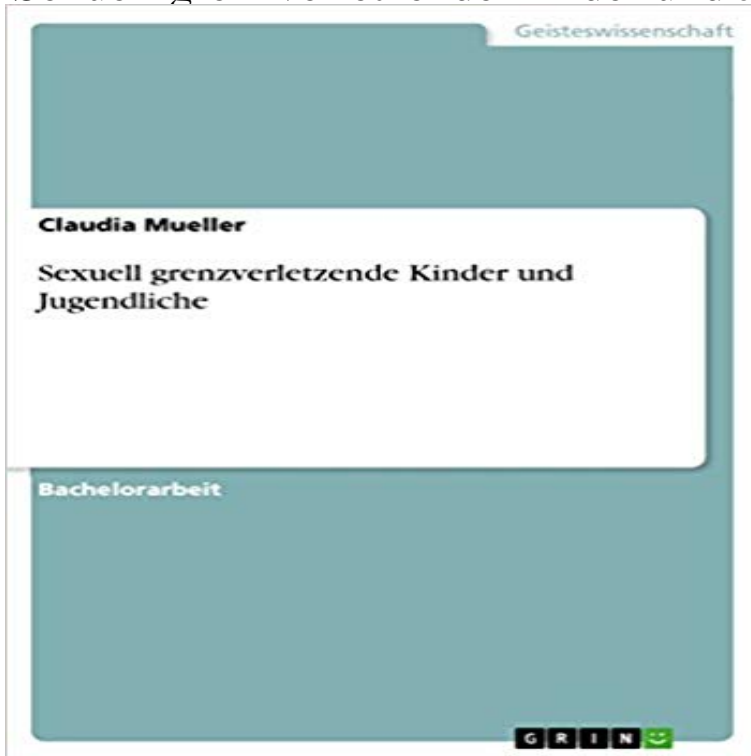 Geisteswissenschaft
Claudia Mueller
Sexuell grenzverletzende Kinder und
Jugendliche
Bachelorarbeit
GRIN